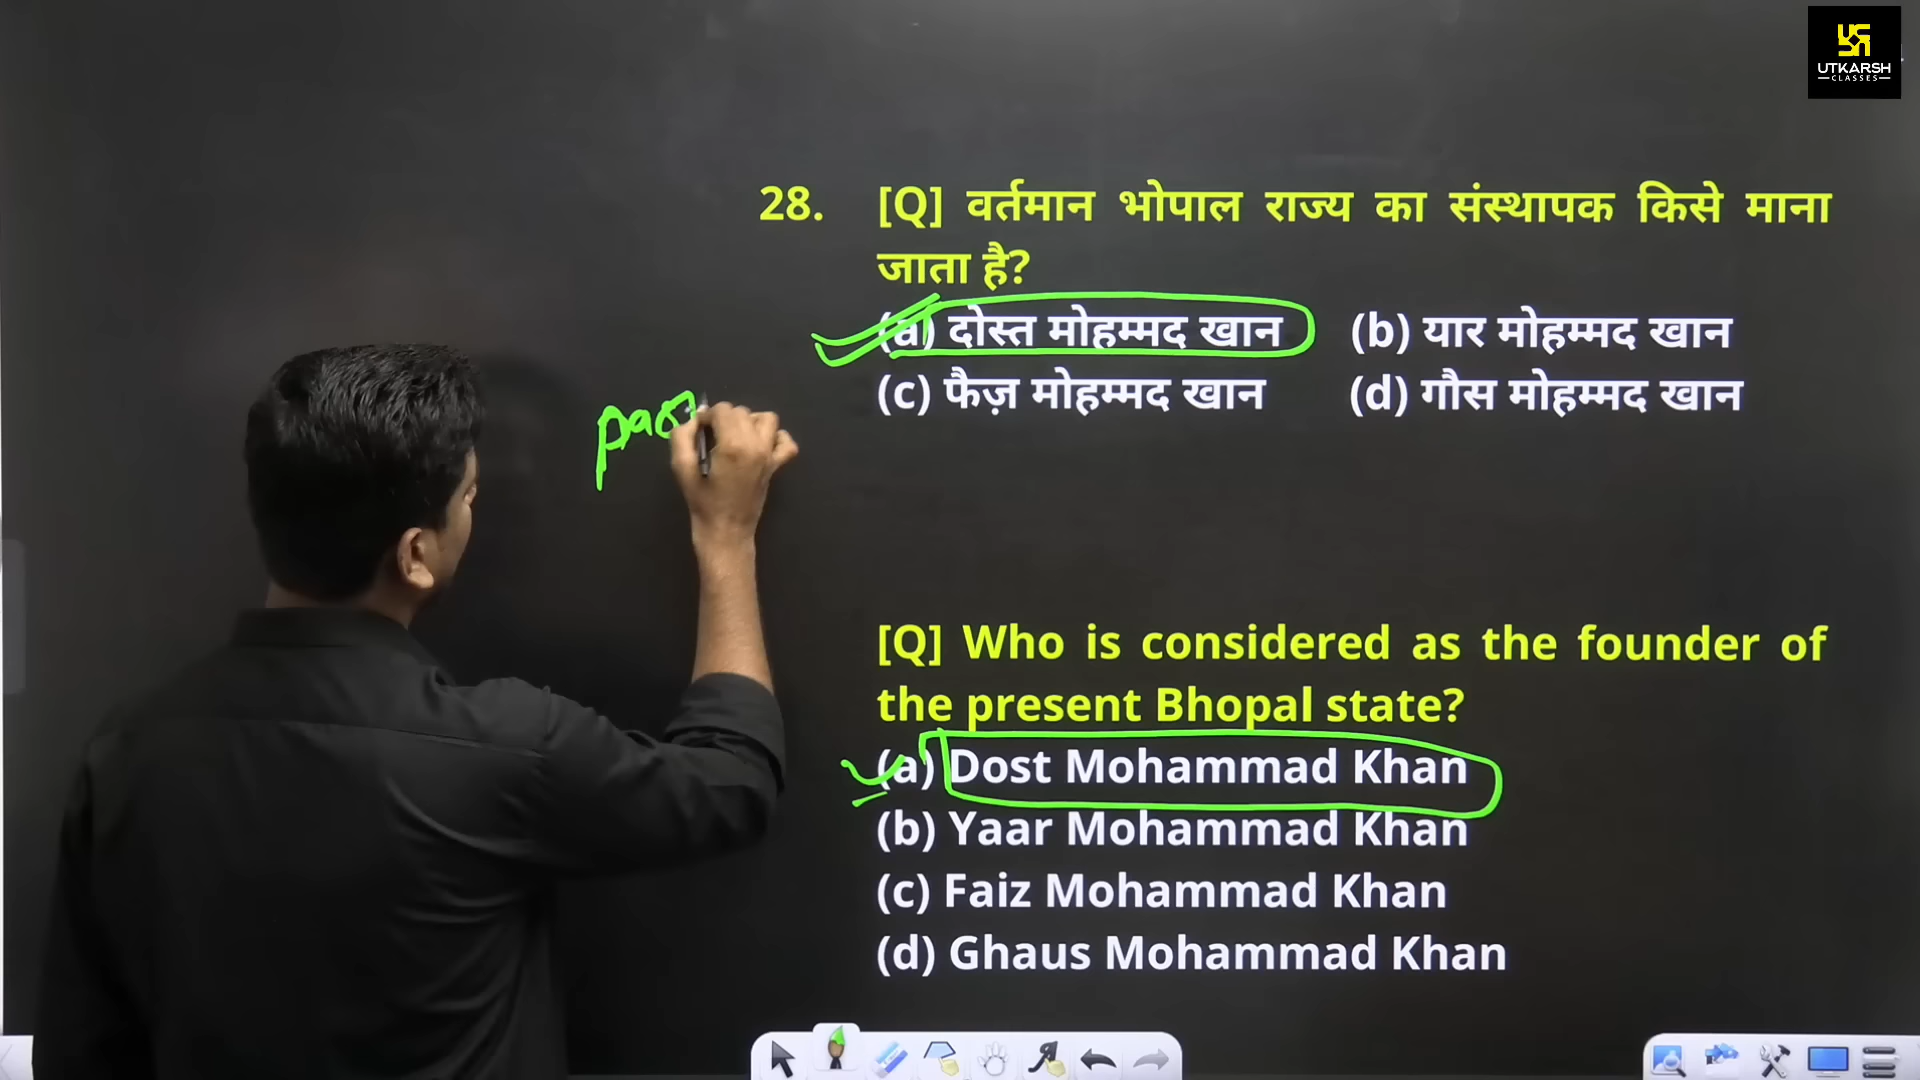 UTKARSH
CLASSES
28. [Q] वर्तमान भोपाल राज्य का संस्थापक किसे माना
जाता है?
(a) दोस्त मोहम्मद खान (b) यार मोहम्मद खान
(c) फैज़ मोहम्मद खान (d) गौस मोहम्मद खान
[Q] Who is considered as the founder of
the present Bhopal state?
(a) Dost Mohammad Khan
(b) Yaar Mohammad Khan
(c) Faiz Mohammad Khan
(d) Ghaus Mohammad Khan